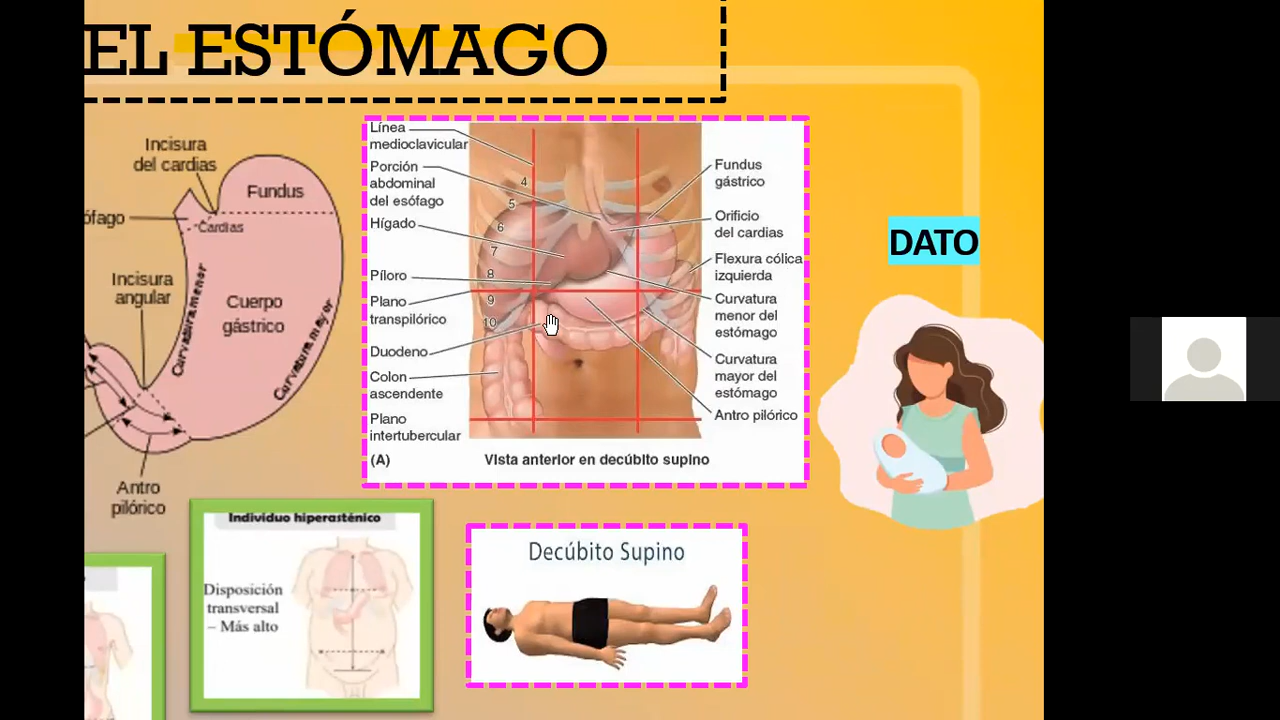 EL ESTÓMAGO
Incisura
del cardias
Fundus
ófago
Cardias
Incisura
angular
Curvatura menor
Cuerpo
gástrico
Curvatura mayor
Antro
pilórico
Línea
medioclavicular
Porción
abdominal
del esófago
Hígado
Píloro
Plano
transpilórico
Duodeno
Colon
ascendente
Plano
intertubercular
4
5
6
7
8
9
10
Fundus
gástrico
Orificio
del cardias
Flexura cólica
izquierda
Curvatura
menor del
estómago
Curvatura
mayor del
estómago
Antro pilórico
(A)
Vista anterior en decúbito supino
DATO
Individuo hiperasténico
Disposición
transversal
– Más alto
Decúbito Supino